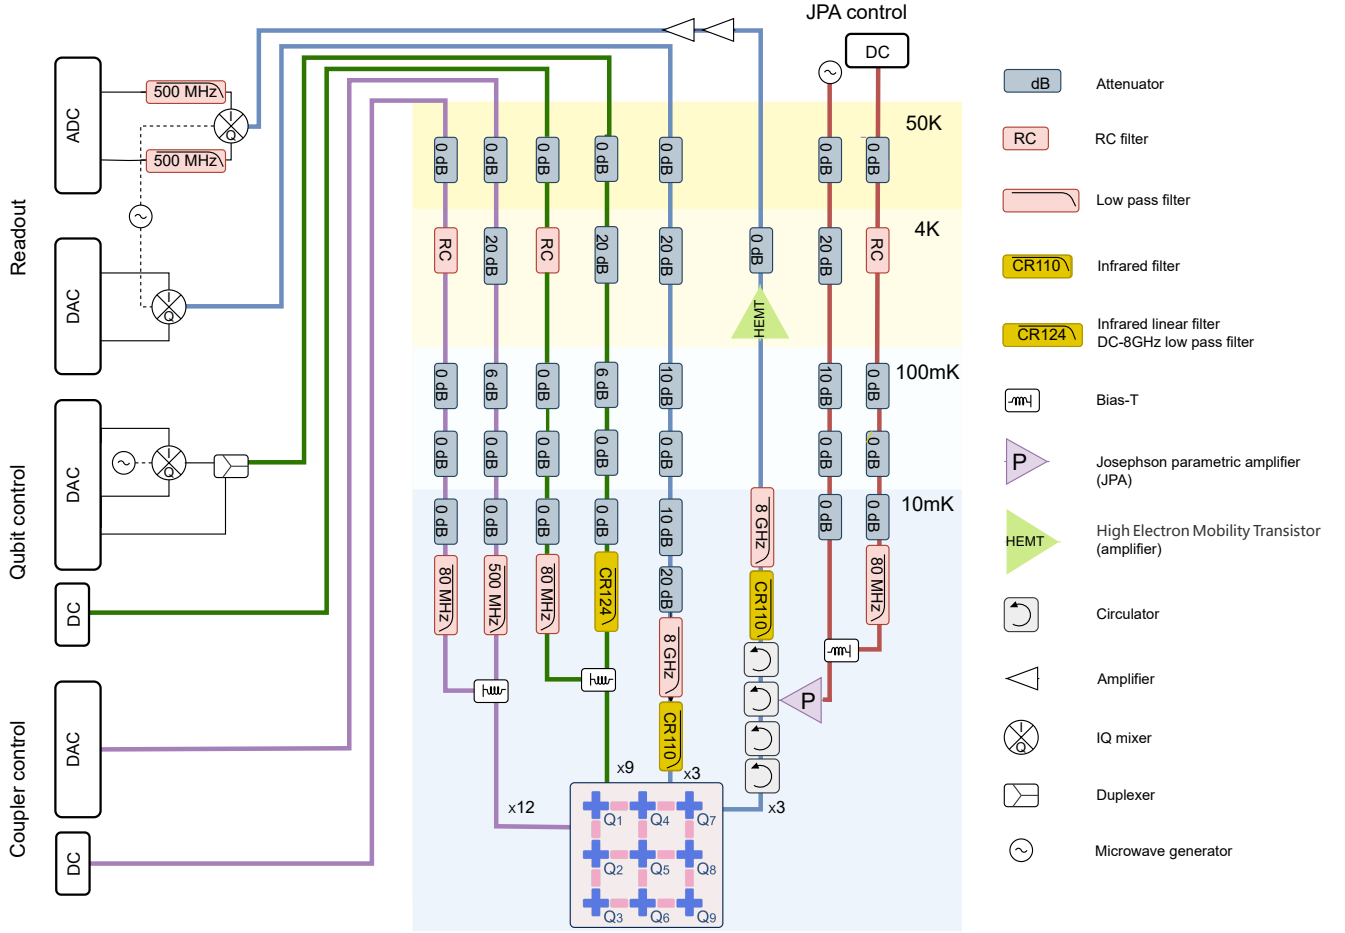 JPA control
DC
ADC
500 MHz
I
Q
500 MHz
Readout
DAC
I
Q
Qubit control
DAC
I
Q
DC
Coupler control
DAC
DC
50K
0 dB
0 dB
0 dB
0 dB
0 dB
0 dB
0 dB
4K
RC
20 dB
RC
20 dB
20 dB
0 dB
20 dB
RC
HEMT
100mK
0 dB
6 dB
0 dB
6 dB
10 dB
10 dB
0 dB
0 dB
0 dB
0 dB
0 dB
0 dB
0 dB
0 dB
10mK
0 dB
0 dB
0 dB
0 dB
10 dB
8 GHz
0 dB
0 dB
80 MHz
500 MHz
80 MHz
CR124
20 dB
CR110
80 MHz
8 GHz
P
CR110
x9
x3
x12
x3
Q1
Q4
Q7
Q2
Q5
Q8
Q3
Q6
Q9
dB
Attenuator
RC
RC filter
Low pass filter
CR110
Infrared filter
CR124
Infrared linear filter
DC-8GHz low pass filter
Bias-T
P
Josephson parametric amplifier
(JPA)
HEMT
High Electron Mobility Transistor
(amplifier)
Circulator
Amplifier
I
Q
IQ mixer
Duplexer
Microwave generator